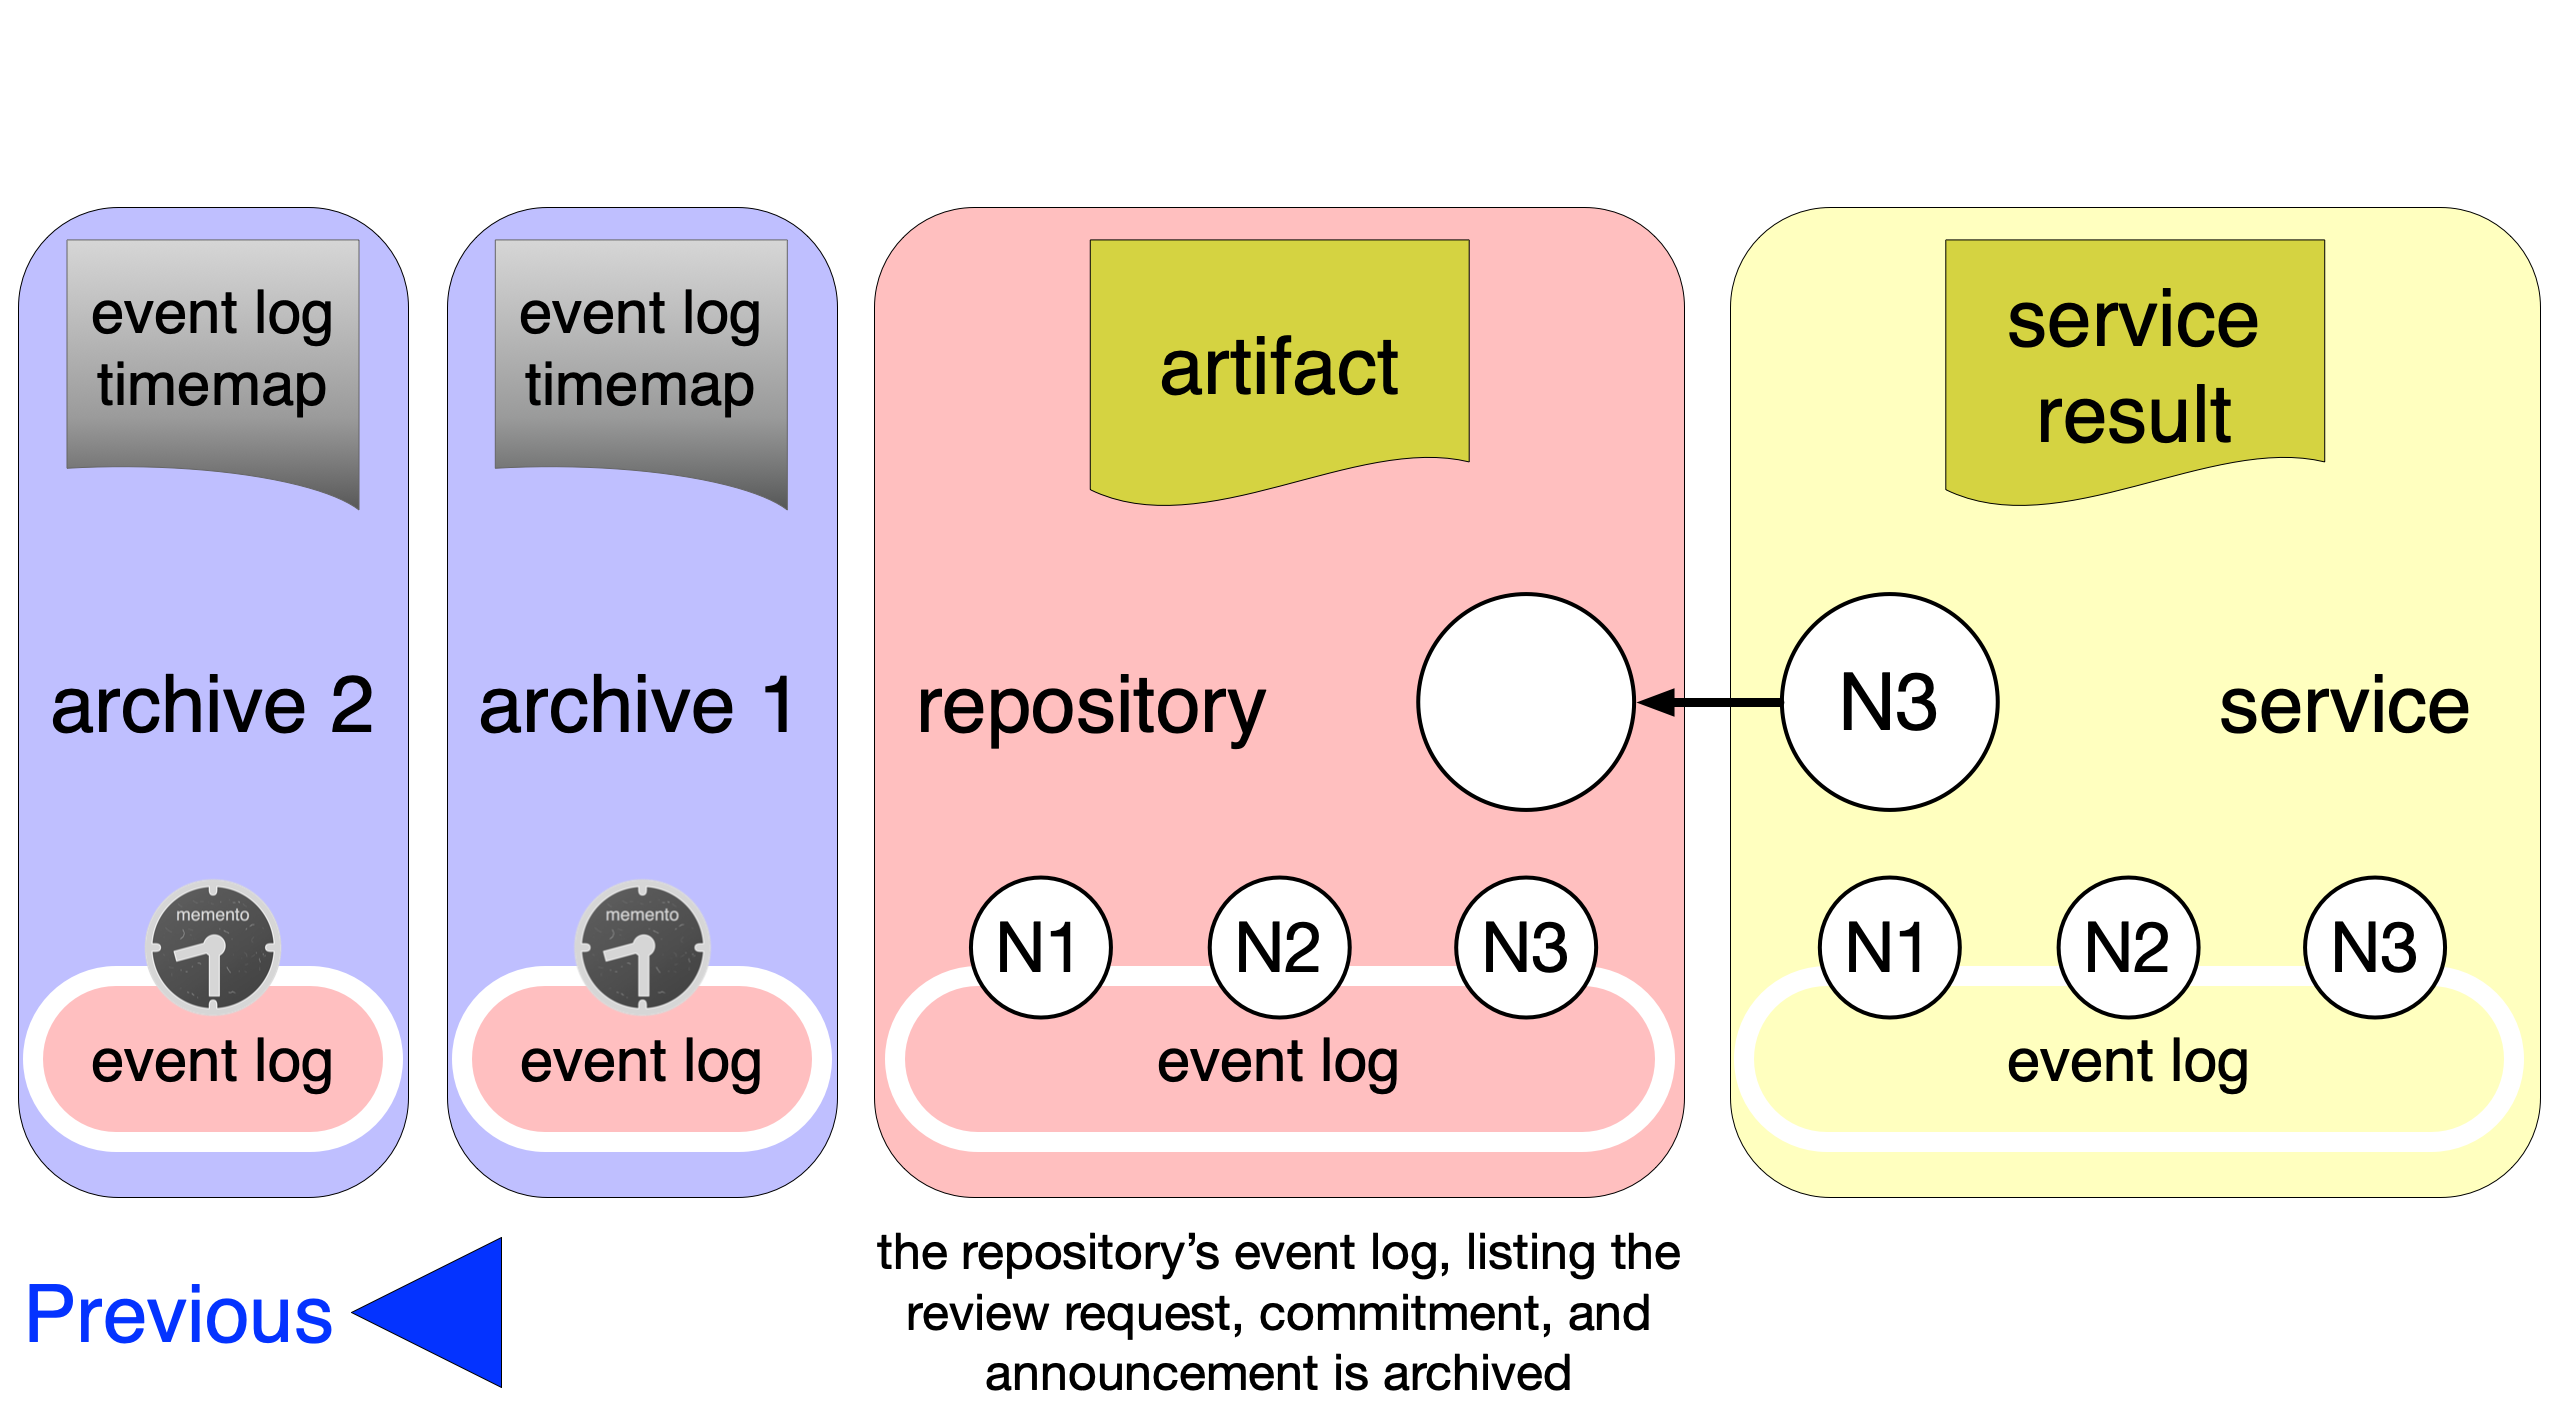 event log
timemap
archive 2
memento
event log
event log
timemap
archive 1
memento
event log
artifact
repository
N1
N2
N3
event log
service
result
N3
service
N1
N2
N3
event log
Previous
the repository’s event log, listing the
review request, commitment, and
announcement is archived